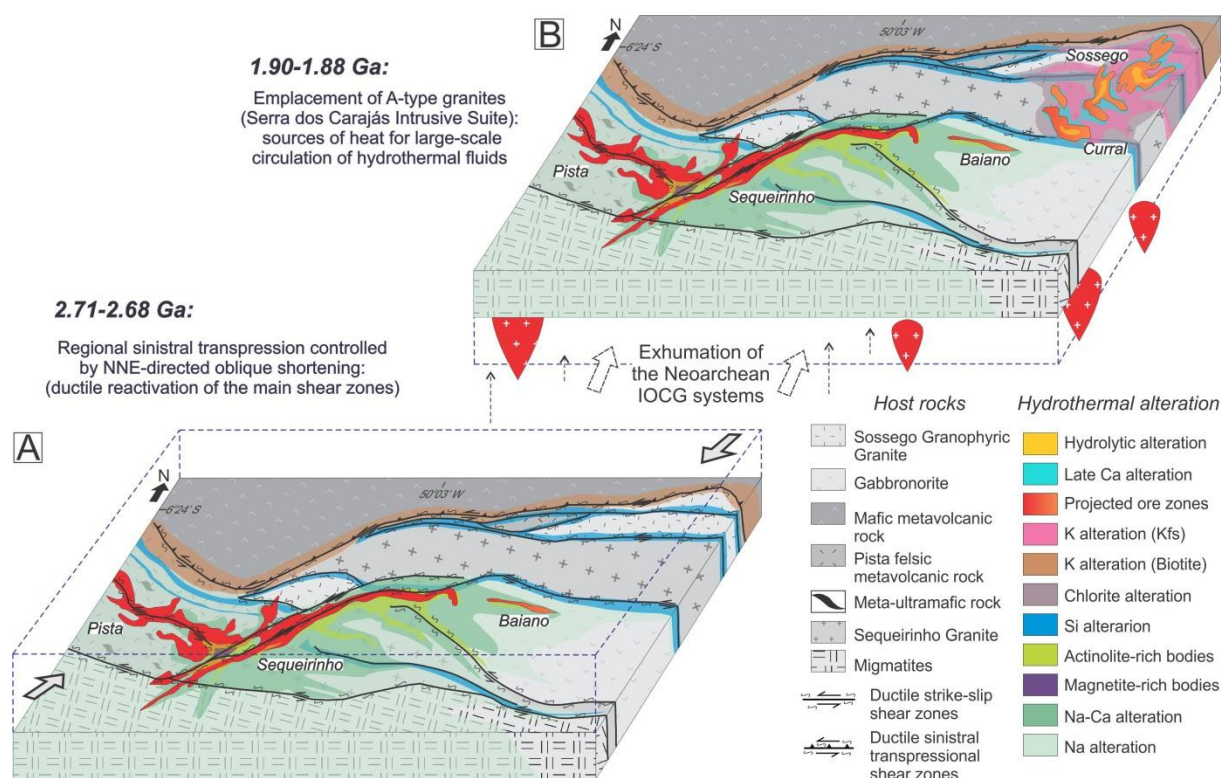 B
N
6°24' S
50°03' W
Sossego
Curral
Baiano
Pista
Sequeirinho
1.90-1.88 Ga:
Emplacement of A-type granites
(Serra dos Carajás Intrusive Suite):
sources of heat for large-scale
circulation of hydrothermal fluids
2.71-2.68 Ga:
Regional sinistral transpression controlled
by NNE-directed oblique shortening:
(ductile reactivation of the main shear zones)
Exhumation of
the Neoarchean
IOCG systems
A
N
6°24' S
50°03' W
Pista
Sequeirinho
Baiano
Host rocks
Sossego Granophyric
Granite
Gabbronorite
Mafic metavolcanic
rock
Pista felsic
metavolcanic rock
Meta-ultramafic rock
Sequeirinho Granite
Migmatites
Ductile strike-slip
shear zones
Ductile sinistral
transpressional
shear zones
Hydrothermal alteration
Hydrolytic alteration
Late Ca alteration
Projected ore zones
K alteration (Kfs)
K alteration (Biotite)
Chlorite alteration
Si alterarion
Actinolite-rich bodies
Magnetite-rich bodies
Na-Ca alteration
Na alteration